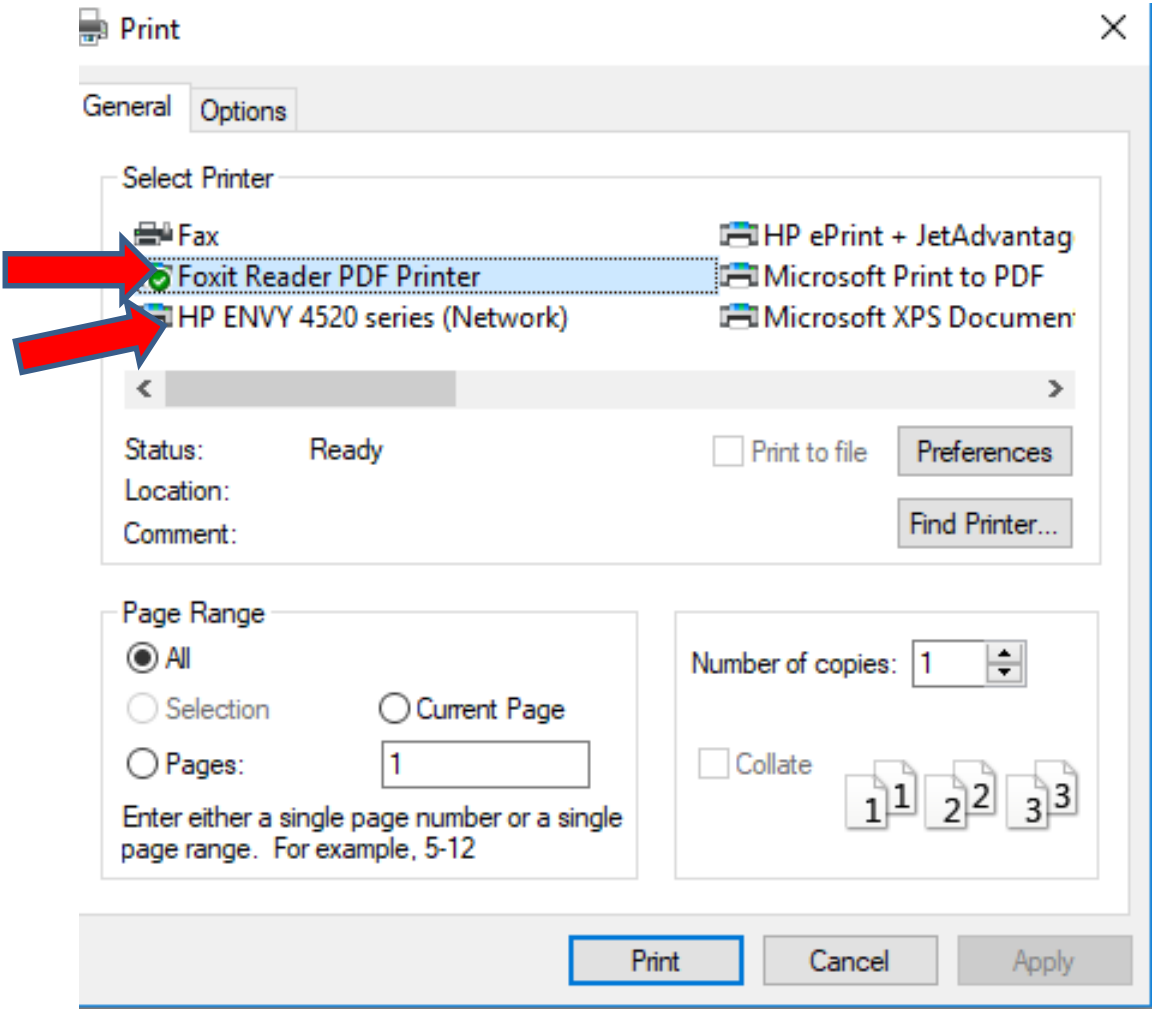 Print
General Options
Select Printer
Fax
Foxit Reader PDF Printer
HP ENVY 4520 series (Network)
HP ePrint + JetAdvantag
Microsoft Print to PDF
Microsoft XPS Documen
Status: Ready
Print to file
Preferences
Location:
Comment:
Find Printer...
Page Range
All
Selection
Current Page
Pages: 1
Enter either a single page number or a single
page range. For example, 5-12
Number of copies: 1
Collate
1 1 2 2 3 3
Print Cancel Apply